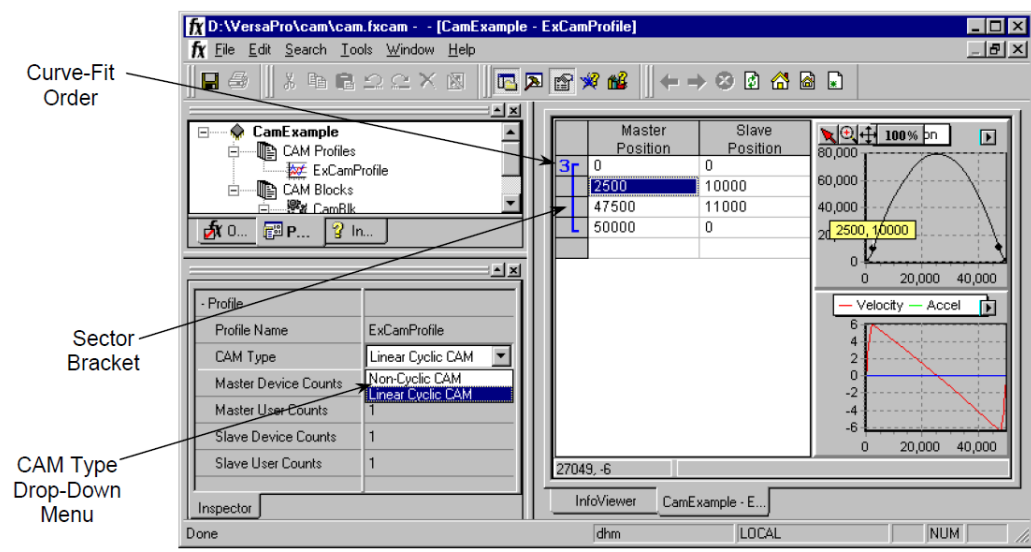 D:\VersaPro\cam\cam.fxcam - - [CamExample - ExCamProfile]
File Edit Search Tools Window Help
Curve-Fit
Order
CamExample
CAM Profiles
ExCamProfile
CAM Blocks
CamBlk
O...
P...
In...
Master
Position
Slave
Position
3
0
0
2500
10000
47500
11000
50000
0
100%
on
80,000
60,000
40,000
20
2500, 10000
0
0
20,000
40,000
Sector
Bracket
- Profile
Profile Name
ExCamProfile
CAM Type
Linear Cyclic CAM
Non-Cyclic CAM
Linear Cyclic CAM
Master Device Counts
Master User Counts
1
Slave Device Counts
1
Slave User Counts
1
Velocity
Accel
6
4
2
0
-2
-4
-6
0
20,000
40,000
CAM Type
Drop-Down
Menu
27049, -6
Inspector
InfoViewer
CamExample - E...
Done
dhm
LOCAL
NUM